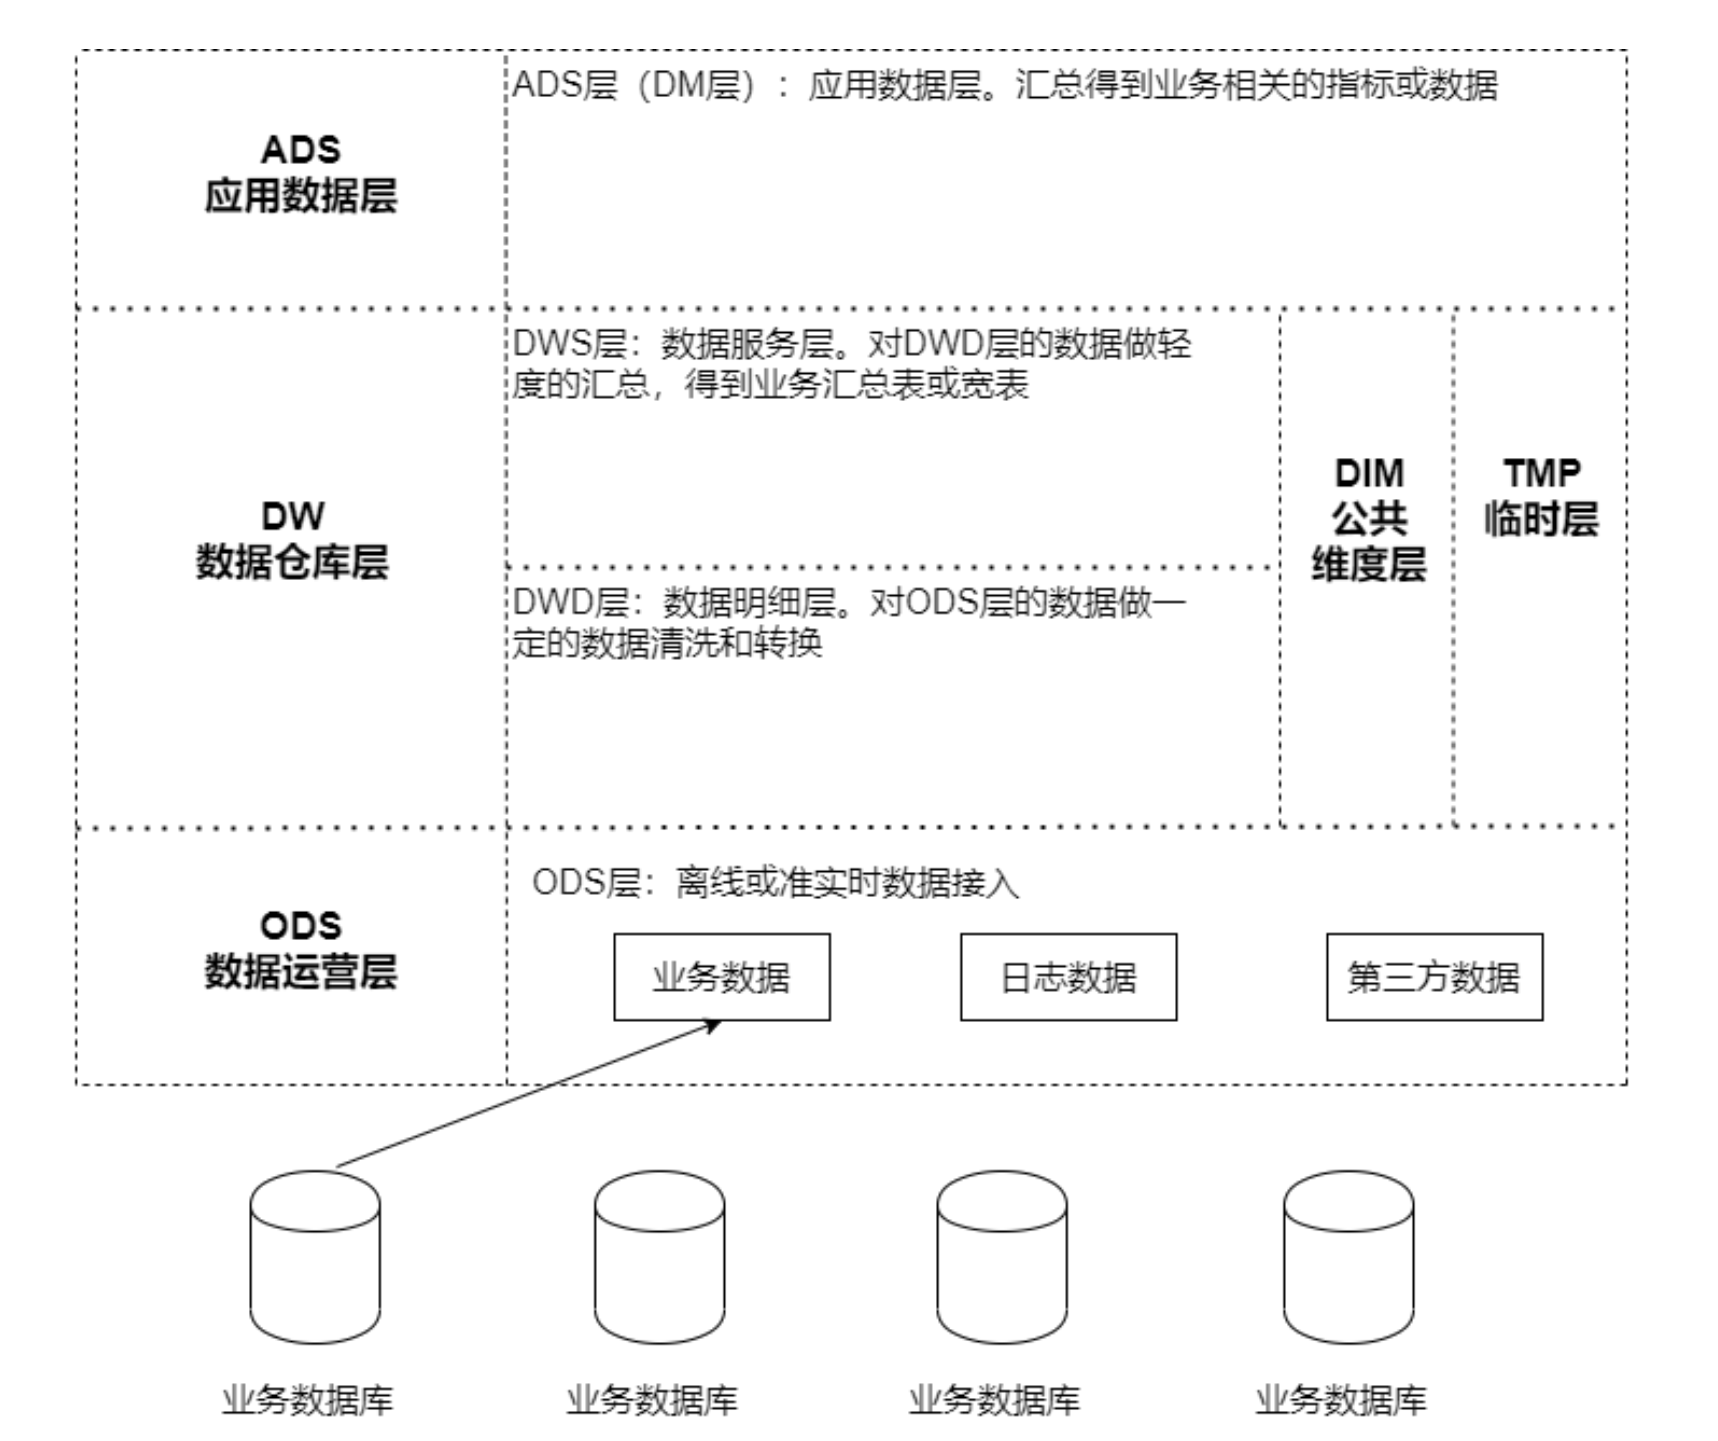 ADS
应用数据层
ADS层（DM层）：应用数据层。汇总得到业务相关的指标或数据
DW
数据仓库层
DWS层：数据服务层。对DWD层的数据做轻
度的汇总，得到业务汇总表或宽表
DWD层：数据明细层。对ODS层的数据做一
定的数据清洗和转换
DIM
公共
维度层
TMP
临时层
ODS
数据运营层
ODS层：离线或准实时数据接入
业务数据
日志数据
第三方数据
业务数据库
业务数据库
业务数据库
业务数据库